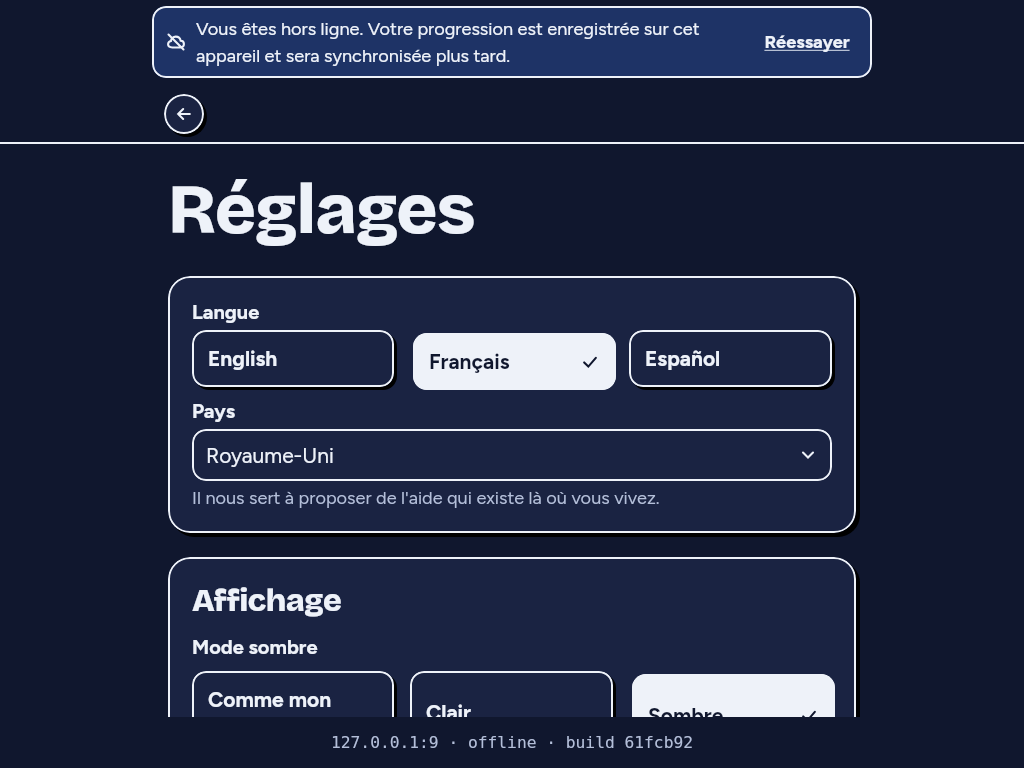 Vous êtes hors ligne. Votre progression est enregistrée sur cet
appareil et sera synchronisée plus tard.
Réessayer
Réglages
Langue
English
Français
Español
Pays
Royaume-Uni
Il nous sert à proposer de l'aide qui existe là où vous vivez.
Affichage
Mode sombre
Comme mon
Clair
Sombre
127.0.0.1:9 · offline · build 61fcb92